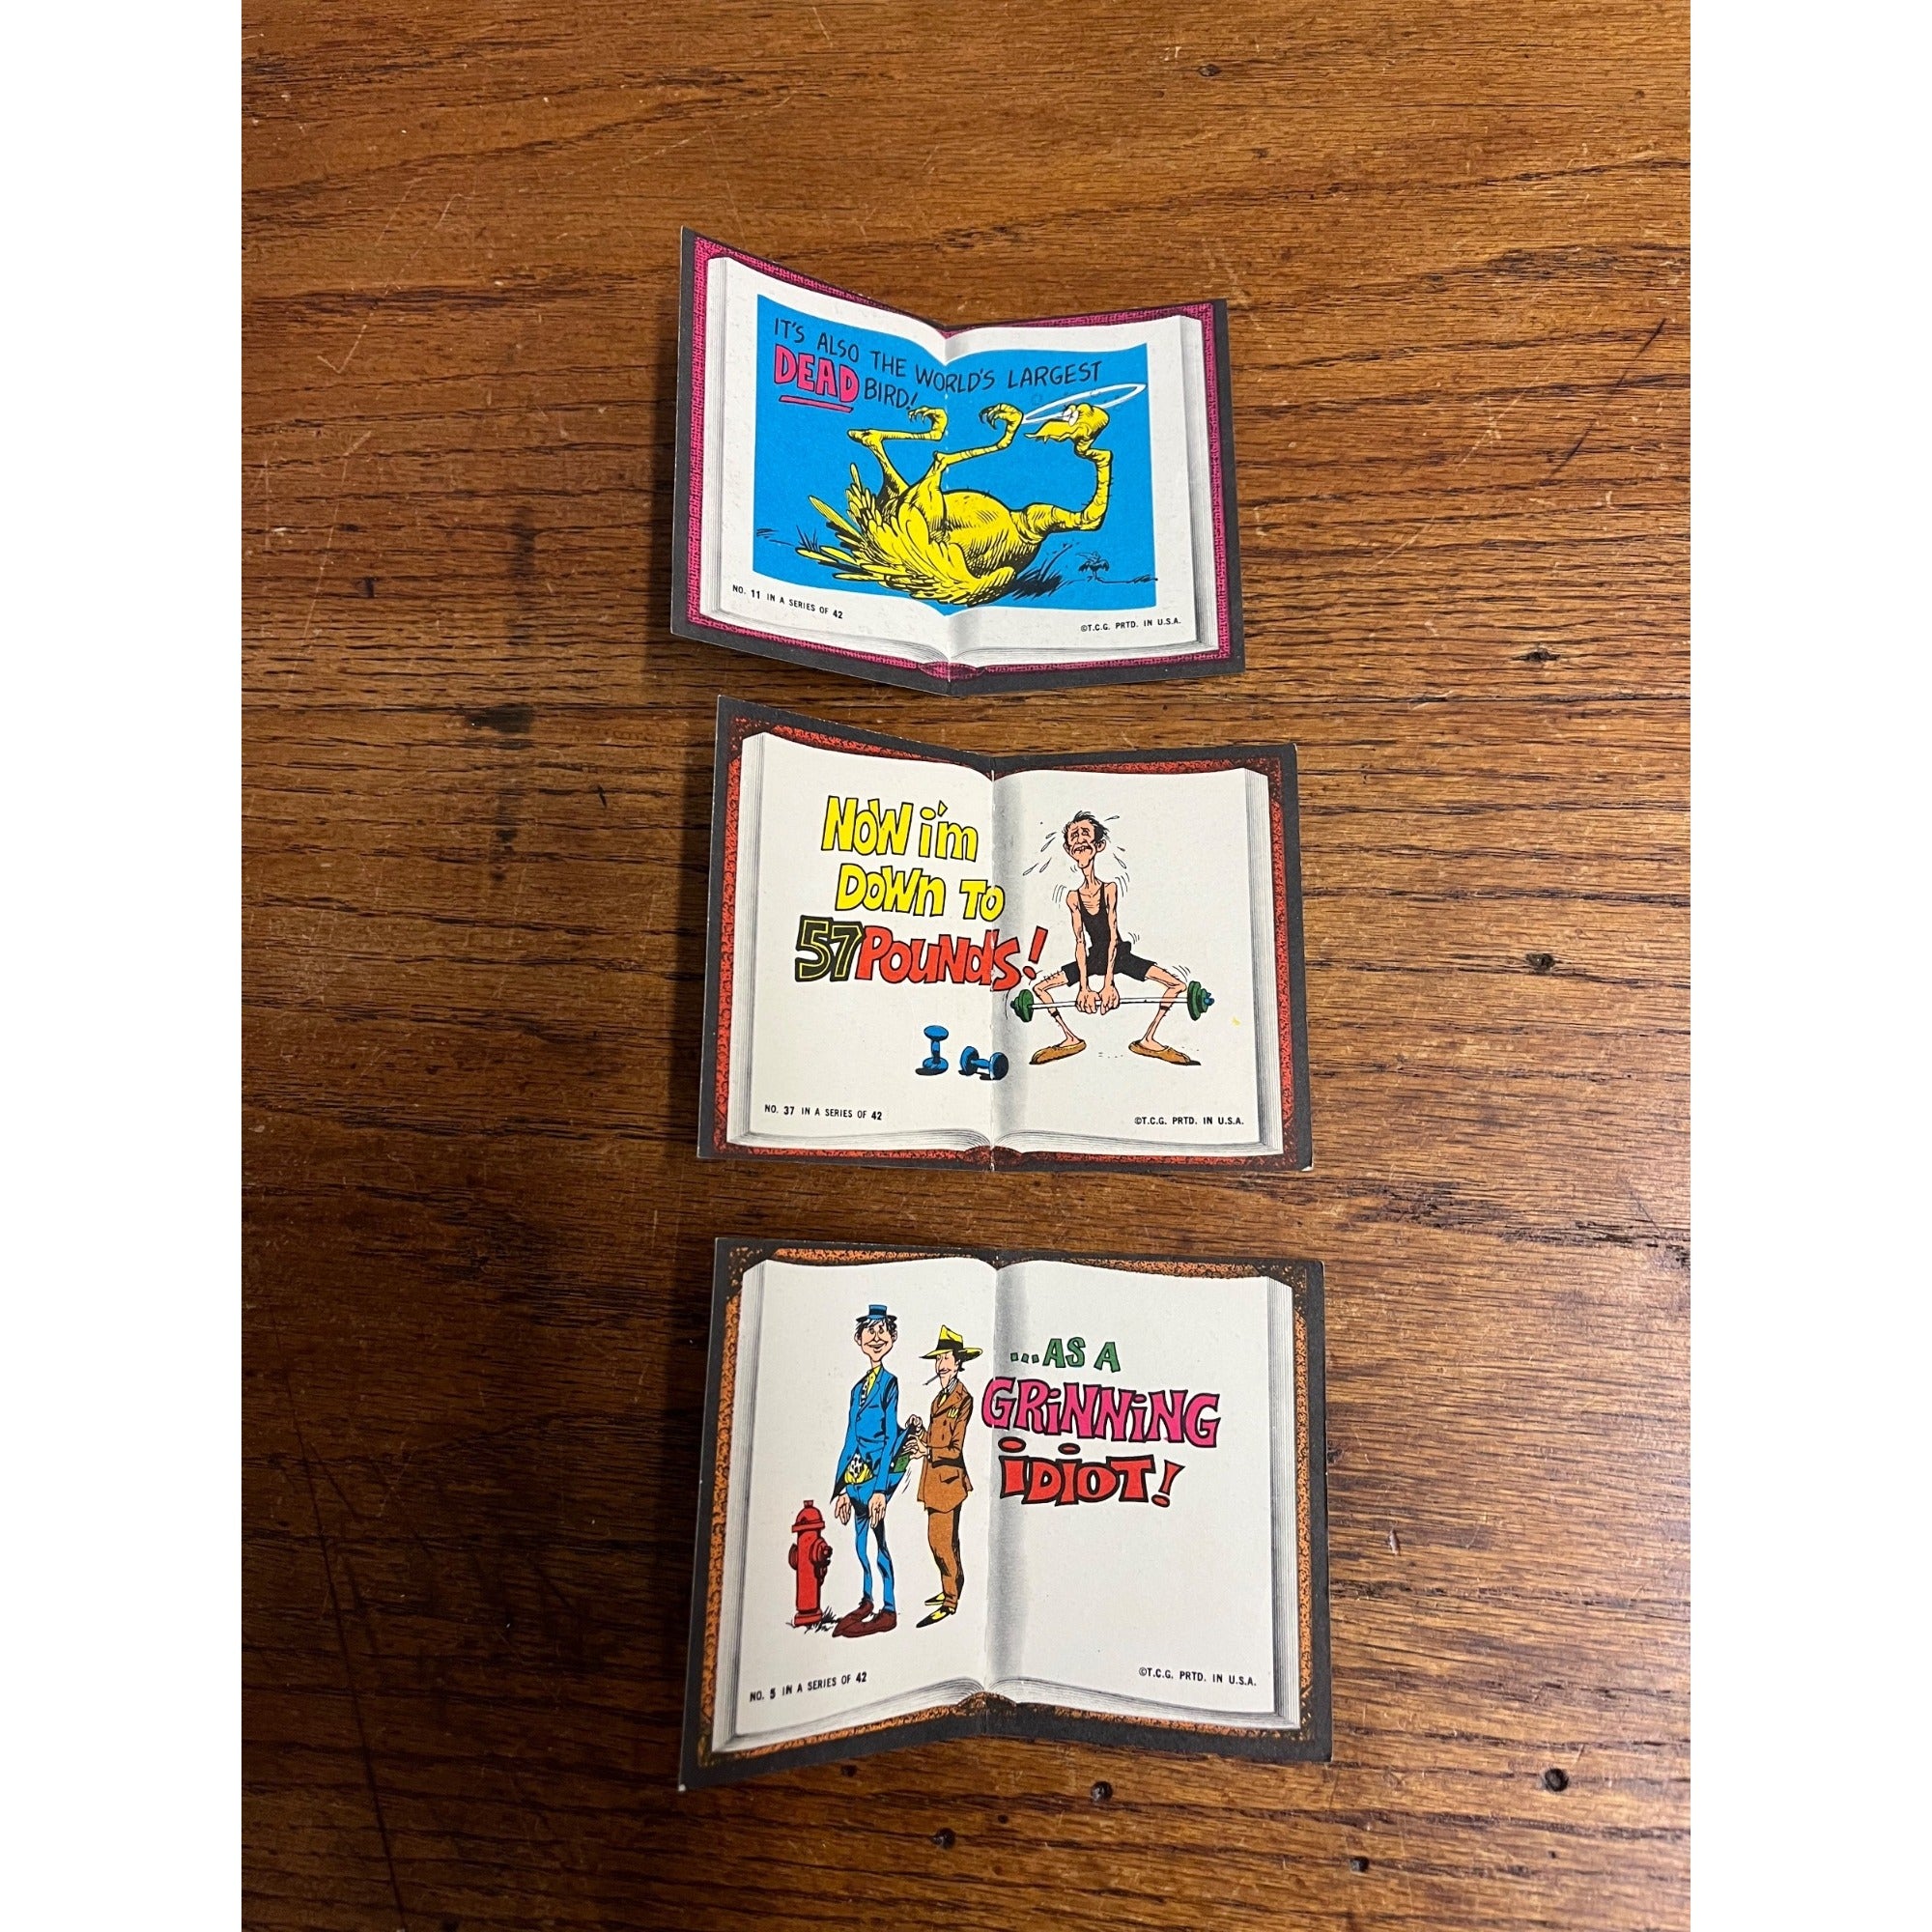 IT'S ALSO THE WORLD'S LARGEST
DEAD BIRD!
NO. 11 IN A SERIES OF 42
©T.C.G. PRTD. IN U.S.A.
NOW i'm
DOWn TO
57 POUNds!
NO. 37 IN A SERIES OF 42
©T.C.G. PRTD. IN U.S.A.
...AS A
GRiNNiNG
iDiOT!
NO. 5 IN A SERIES OF 42
©T.C.G. PRTD. IN U.S.A.